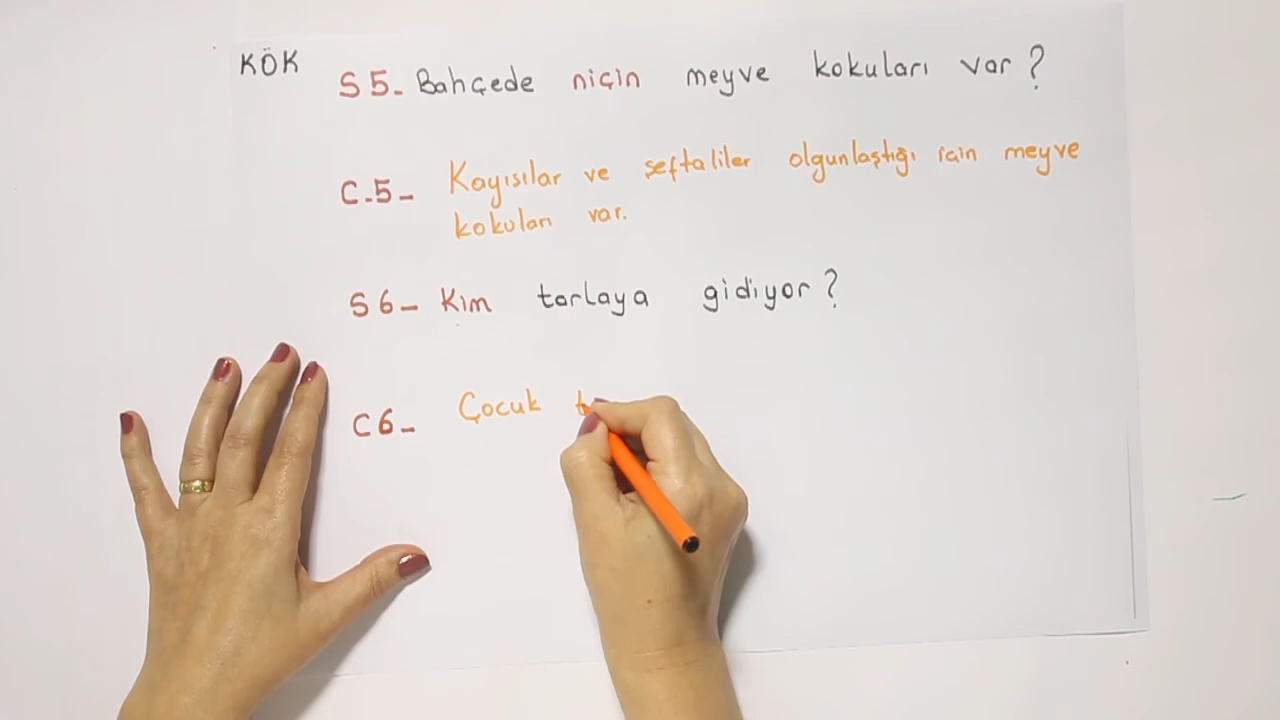 KÖK
S5- Bahçede niçin meyve kokuları var?
C.5- Kayısılar ve şeftaliler olgunlaştığı için meyve
kokuları var.
S6- Kim tarlaya gidiyor?
C6- Çocuk t